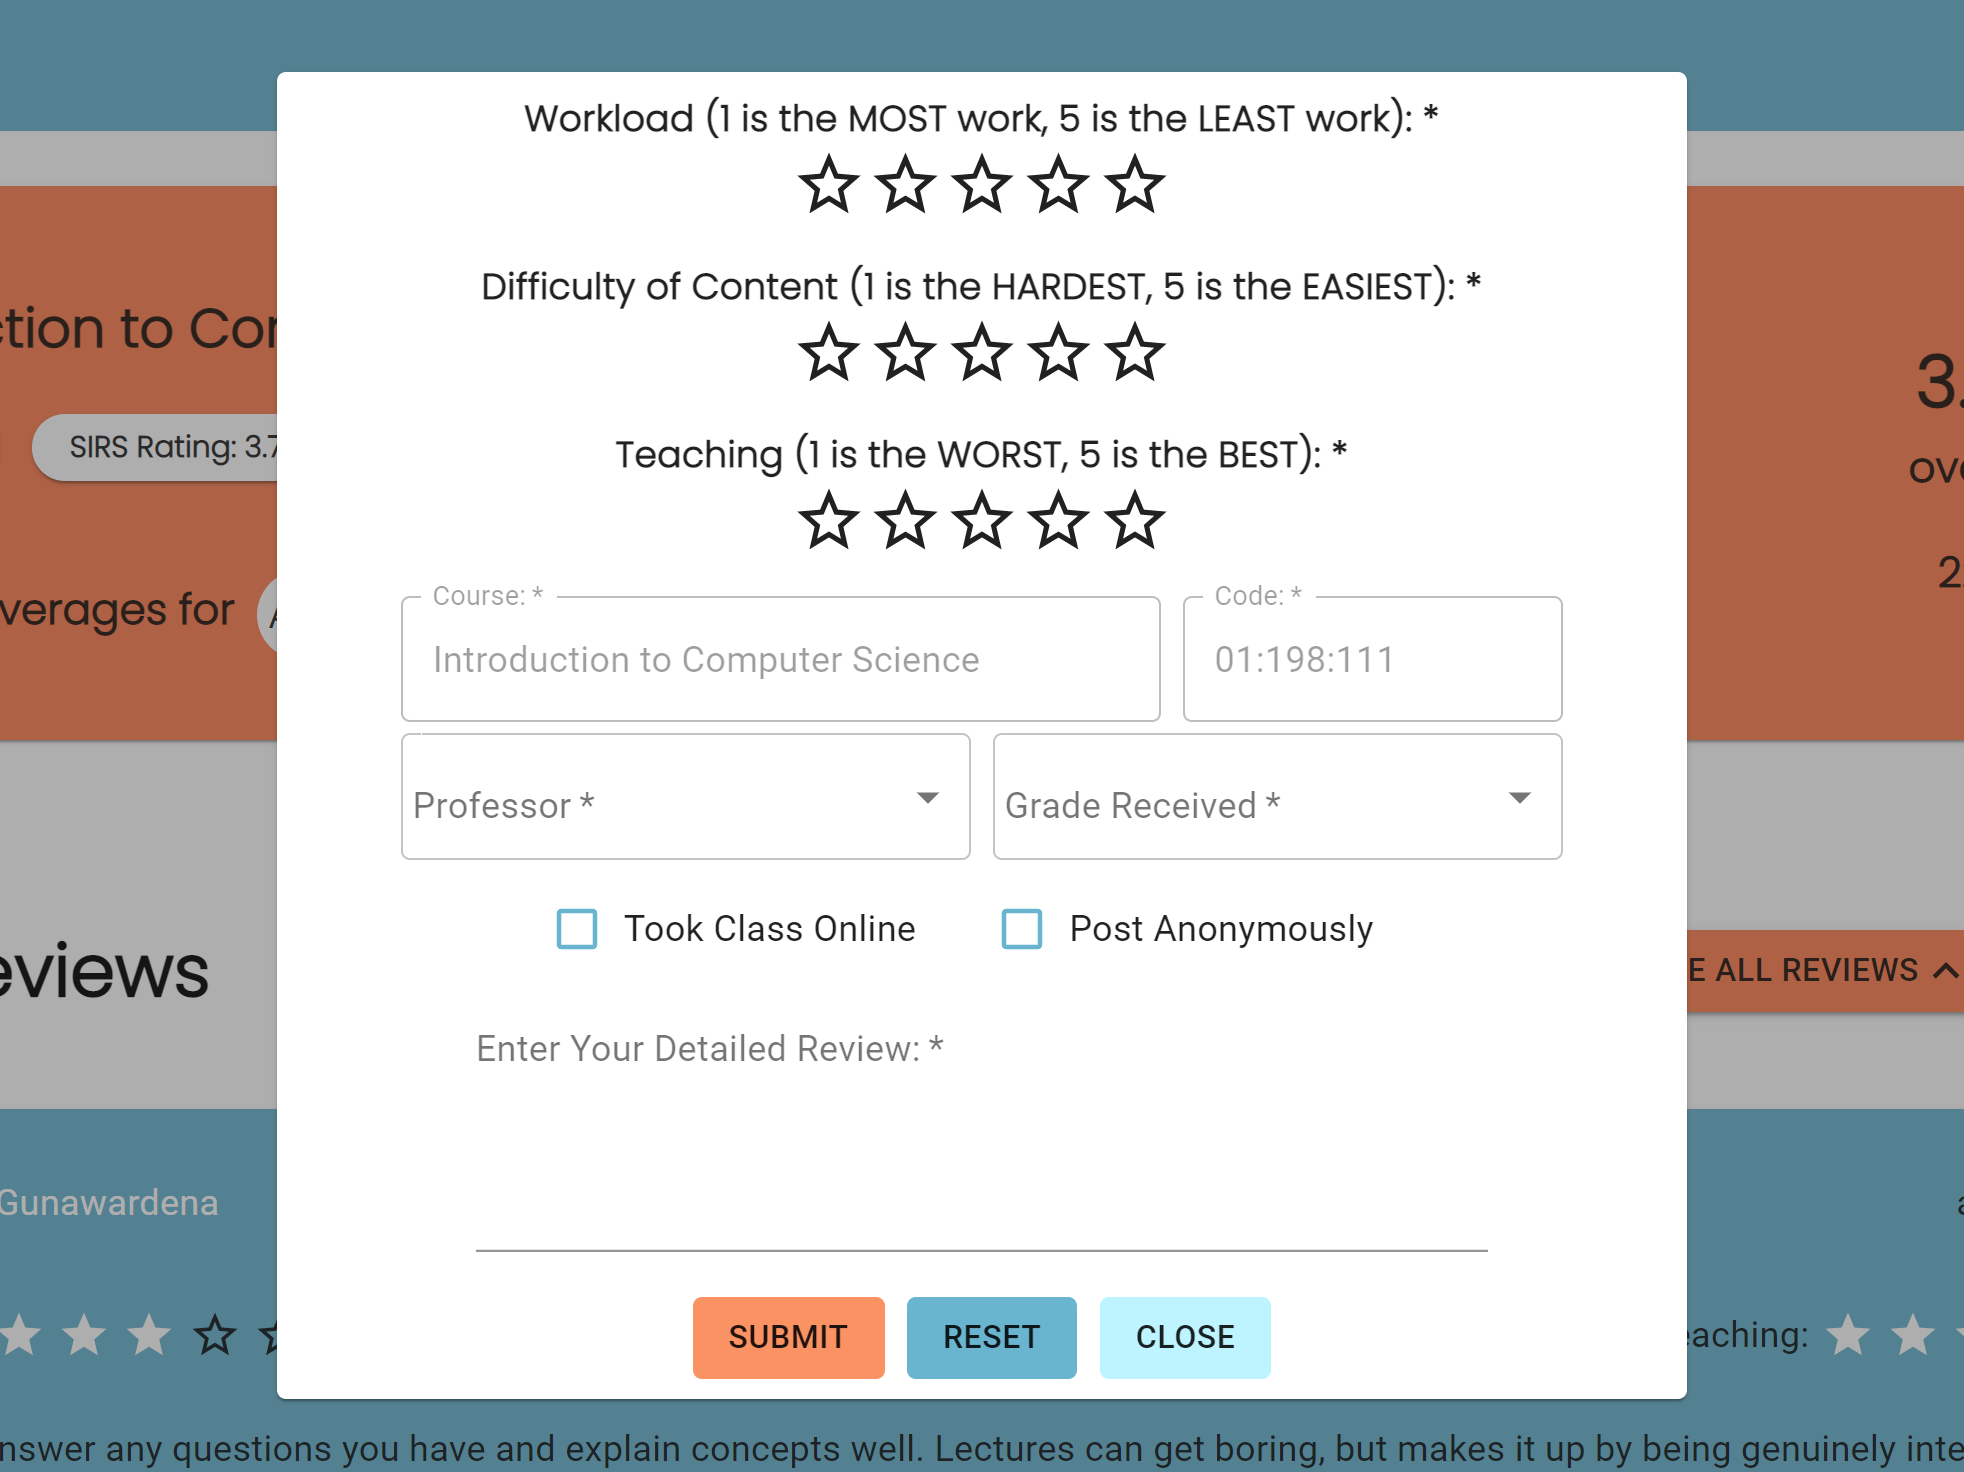 Workload (1 is the MOST work, 5 is the LEAST work): *
Difficulty of Content (1 is the HARDEST, 5 is the EASIEST): *
ction to Cor
3.
SIRS Rating: 3.7
Teaching (1 is the WORST, 5 is the BEST): *
ove
2
verages for
Course: *
Code: *
Introduction to Computer Science
01:198:111
Professor *
Grade Received *
Took Class Online
Post Anonymously
eviews
E ALL REVIEWS
Enter Your Detailed Review: *
Gunawardena
SUBMIT
RESET
CLOSE
eaching:
nswer any questions you have and explain concepts well. Lectures can get boring, but makes it up by being genuinely inte